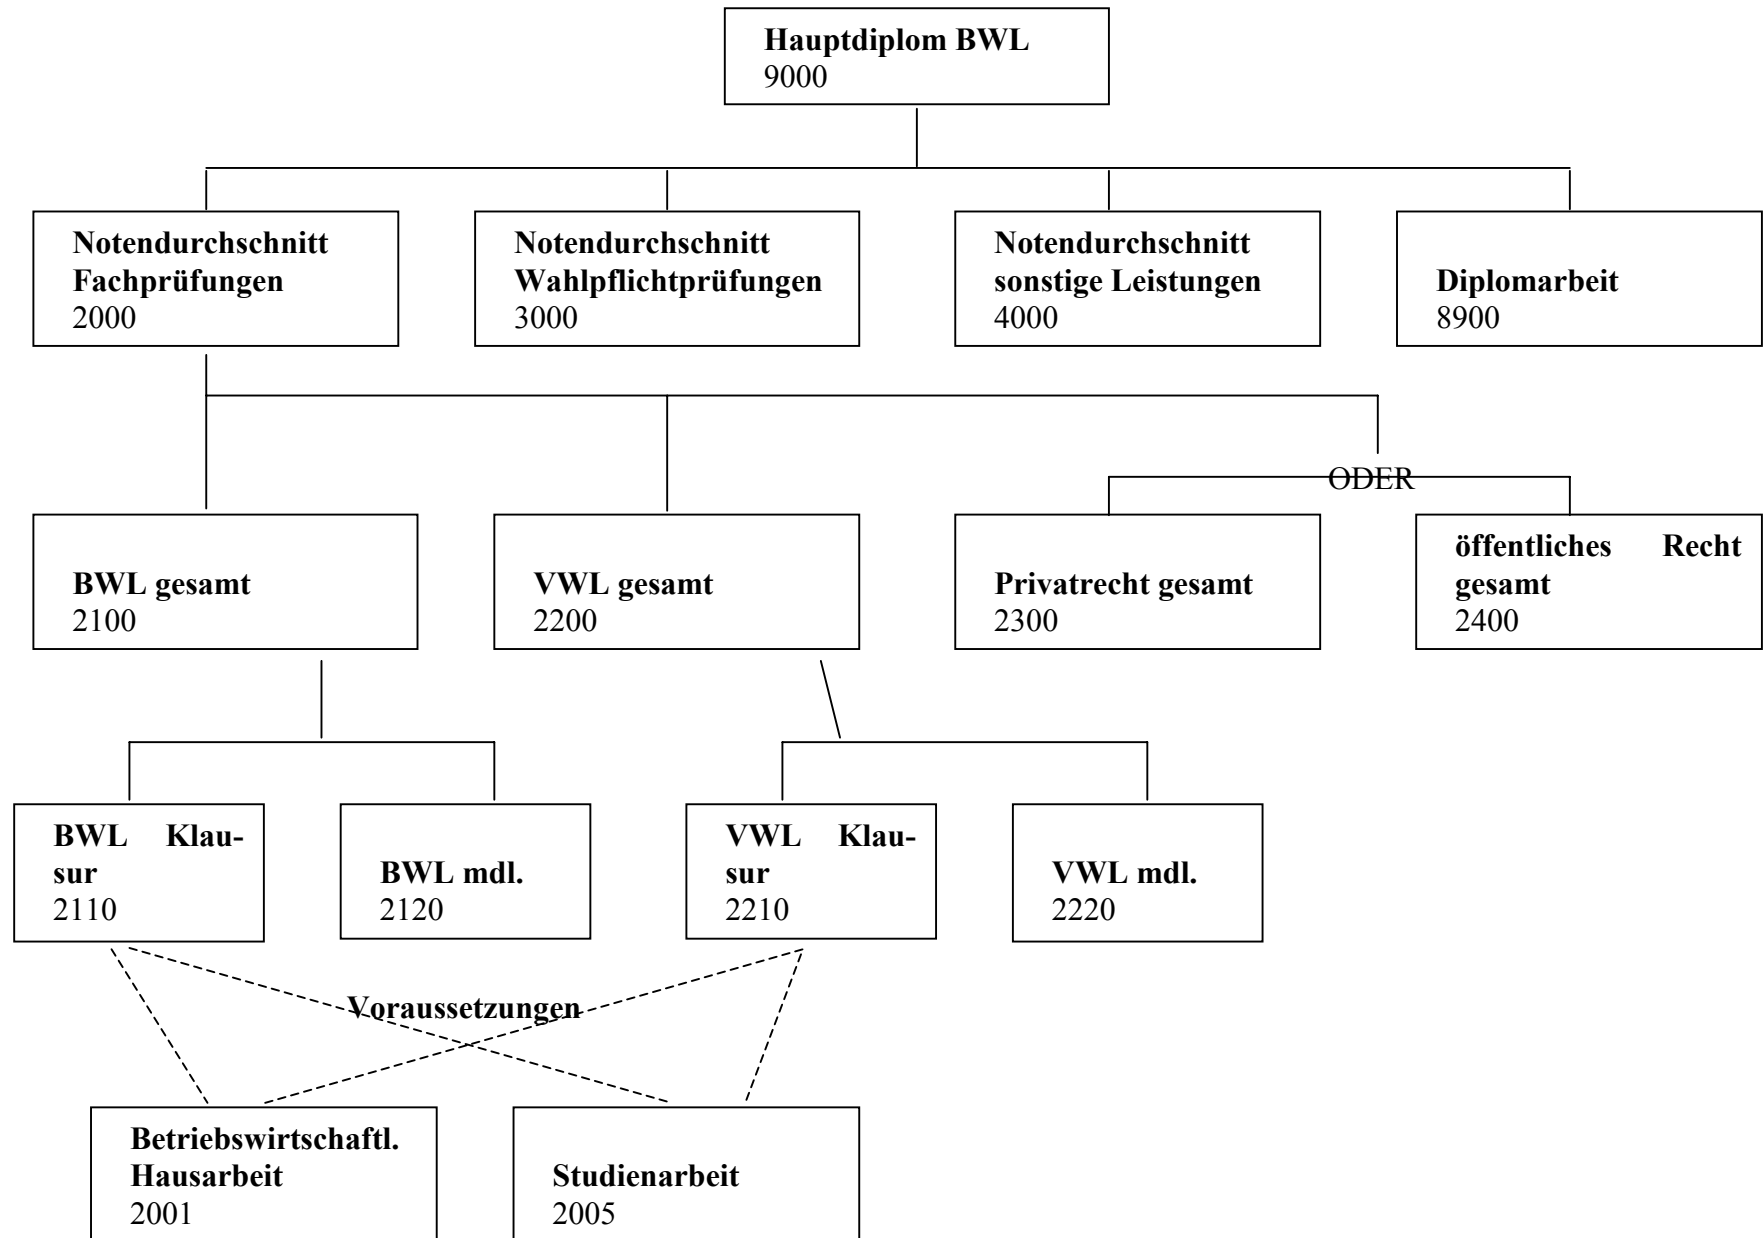 Hauptdiplom BWL
9000
Notendurchschnitt
Fachprüfungen
2000
Notendurchschnitt
Wahlpflichtprüfungen
3000
Notendurchschnitt
sonstige Leistungen
4000
Diplomarbeit
8900
ODER
BWL gesamt
2100
VWL gesamt
2200
Privatrecht gesamt
2300
öffentliches Recht
gesamt
2400
BWL Klau-
sur
2110
BWL mdl.
2120
VWL Klau-
sur
2210
VWL mdl.
2220
Voraussetzungen
Betriebswirtschaftl.
Hausarbeit
2001
Studienarbeit
2005